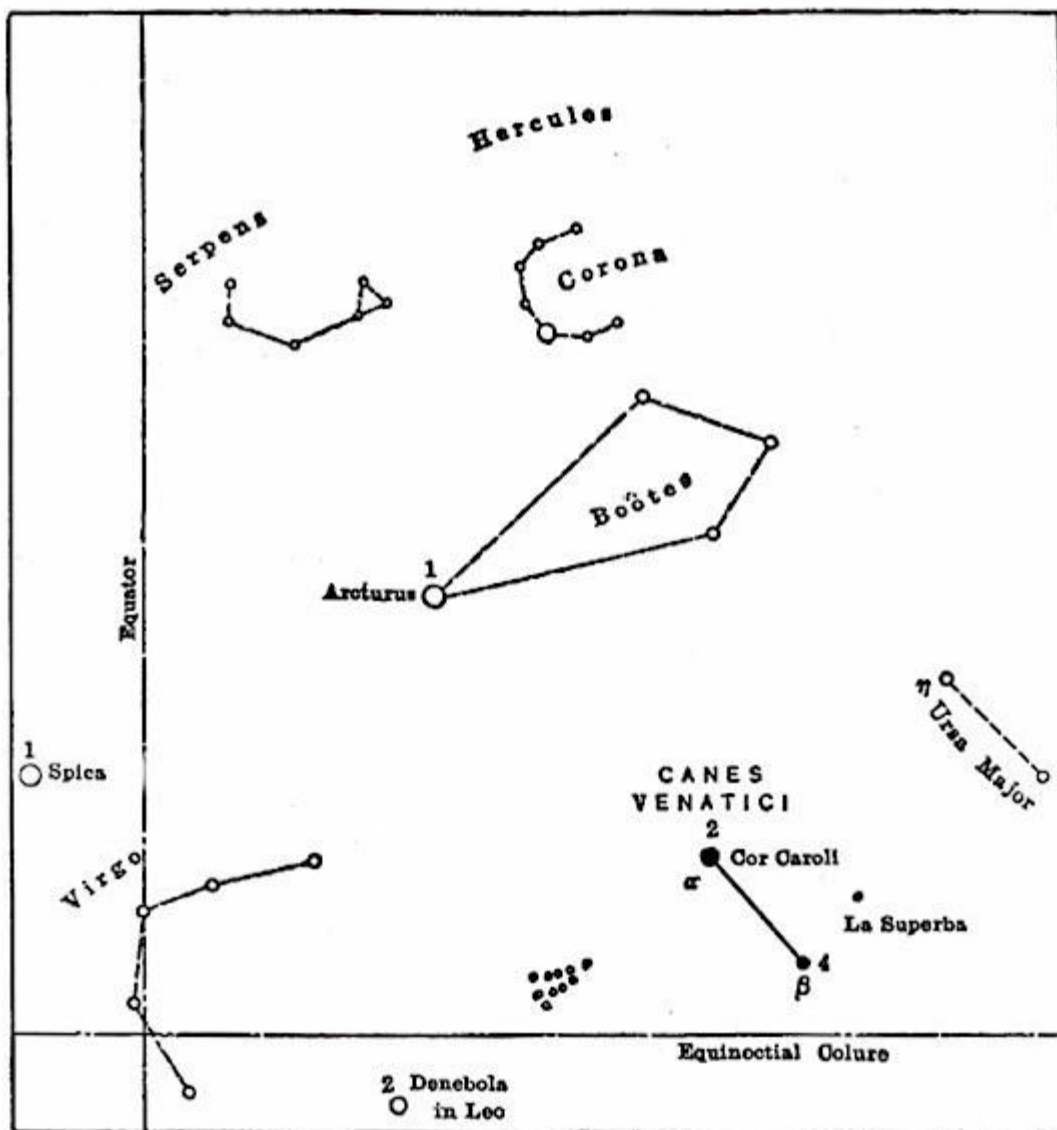 Hercules
Serpens
Corona
Boötes
1
Arcturus
Equator
η
Ursa Major
1
Spica
CANES
VENATICI
2
Cor Caroli
α
Virgo
La Superba
4
β
Equinoctial Colure
2 Denebola
in Leo